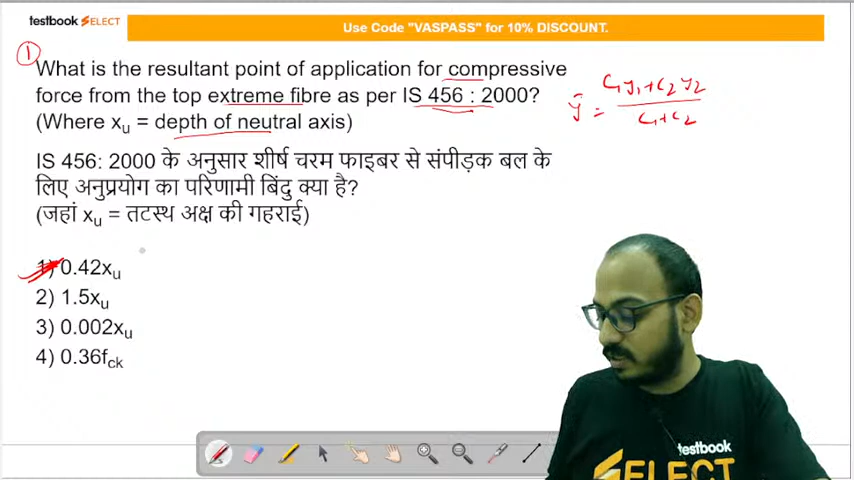 testbook SELECT
Use Code "VASPASS" for 10% DISCOUNT.
1
What is the resultant point of application for compressive
force from the top extreme fibre as per IS 456 : 2000?
(Where xu = depth of neutral axis)
ȳ = C1y1+C2y2 / C1+C2
IS 456: 2000 के अनुसार शीर्ष चरम फाइबर से संपीड़क बल के
लिए अनुप्रयोग का परिणामी बिंदु क्या है?
(जहां xu = तटस्थ अक्ष की गहराई)
1) 0.42xu
2) 1.5xu
3) 0.002xu
4) 0.36fck
testbook
SELECT